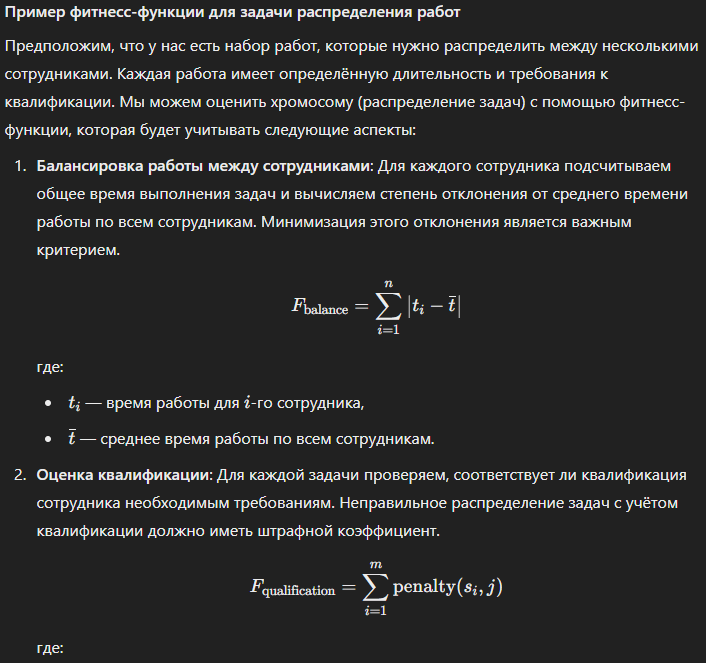 Пример фитнесс-функции для задачи распределения работ
Предположим, что у нас есть набор работ, которые нужно распределить между несколькими
сотрудниками. Каждая работа имеет определённую длительность и требования к
квалификации. Мы можем оценить хромосому (распределение задач) с помощью фитнесс-
функции, которая будет учитывать следующие аспекты:
1. Балансировка работы между сотрудниками: Для каждого сотрудника подсчитываем
общее время выполнения задач и вычисляем степень отклонения от среднего времени
работы по всем сотрудникам. Минимизация этого отклонения является важным
критерием.
F_balance = ∑_{i=1}^{n} |t_i − t̄|
где:
• t_i — время работы для i-го сотрудника,
• t̄ — среднее время работы по всем сотрудникам.
2. Оценка квалификации: Для каждой задачи проверяем, соответствует ли квалификация
сотрудника необходимым требованиям. Неправильное распределение задач с учётом
квалификации должно иметь штрафной коэффициент.
F_qualification = ∑_{i=1}^{m} penalty(s_i, j)
где: